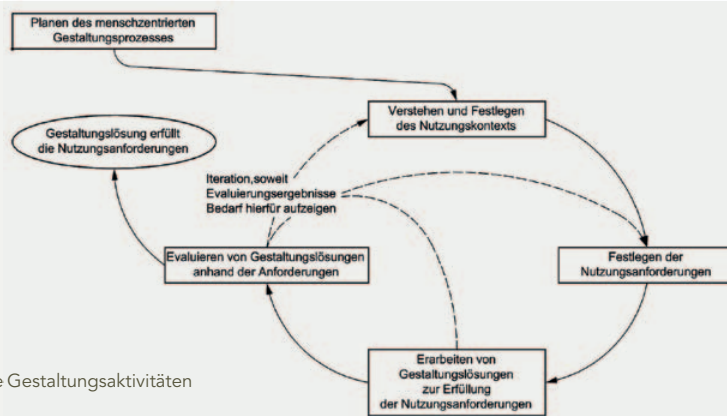 Planen des menschzentrierten
Gestaltungsprozesses
Verstehen und Festlegen
des Nutzungskontexts
Gestaltungslösung erfüllt
die Nutzungsanforderungen
Iteration,soweit
Evaluierungsergebnisse
Bedarf hierfür aufzeigen
Evaluieren von Gestaltungslösungen
anhand der Anforderungen
Festlegen der
Nutzungsanforderungen
Erarbeiten von
Gestaltungslösungen
zur Erfüllung
der Nutzungsanforderungen
e Gestaltungsaktivitäten